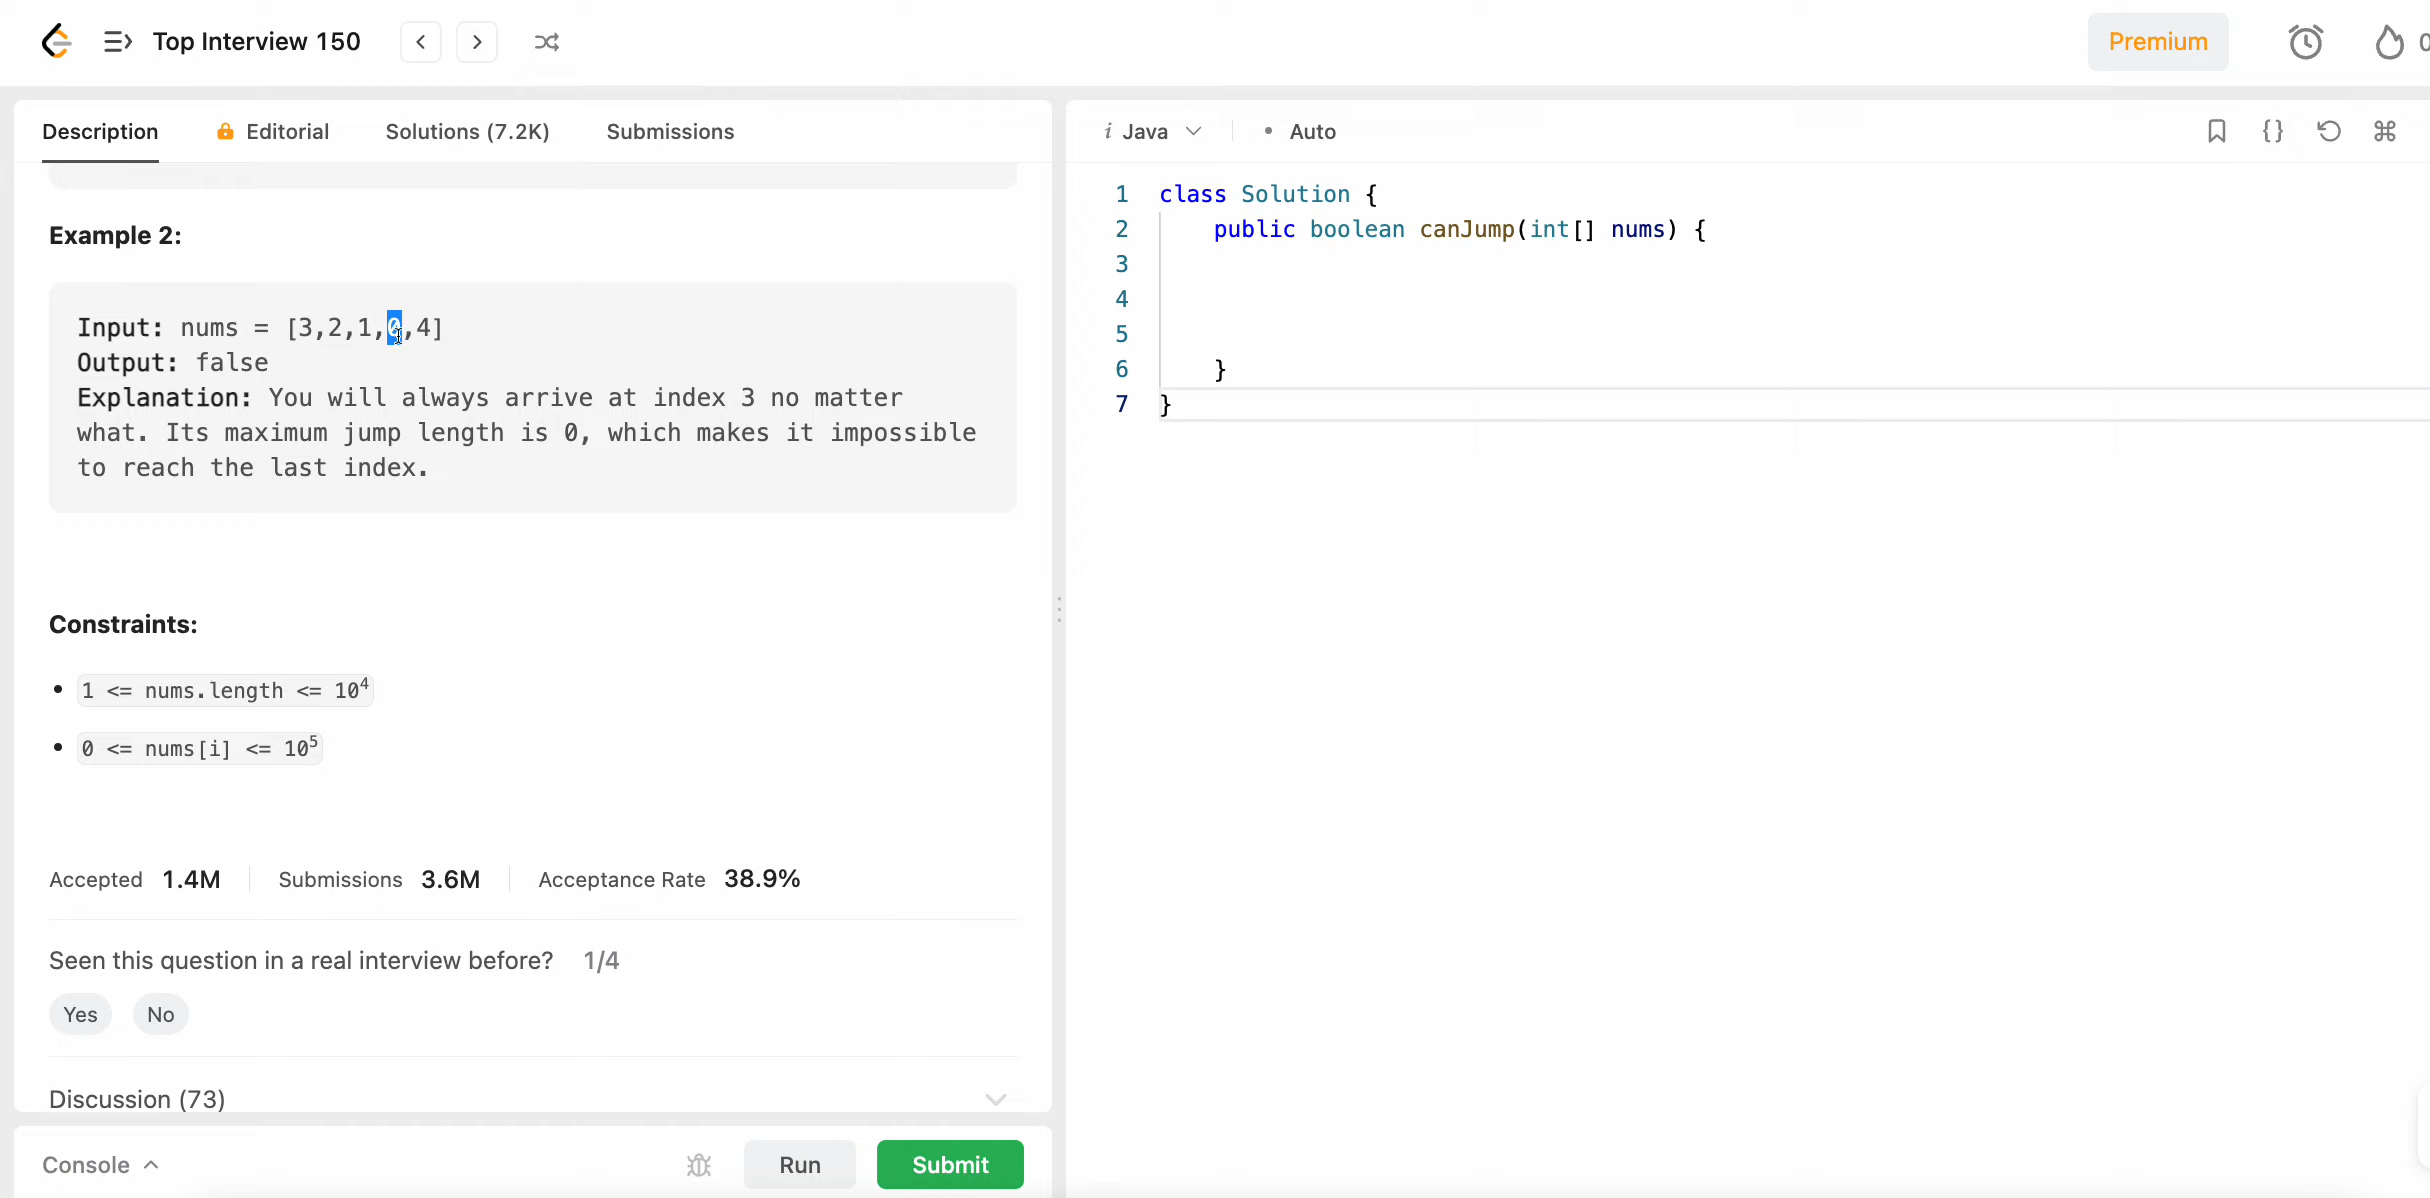 Top Interview 150
Premium
0
Description Editorial Solutions (7.2K) Submissions
Example 2:
Input: nums = [3,2,1,0,4]
Output: false
Explanation: You will always arrive at index 3 no matter
what. Its maximum jump length is 0, which makes it impossible
to reach the last index.
Constraints:
1 <= nums.length <= 10⁴
0 <= nums[i] <= 10⁵
Accepted 1.4M Submissions 3.6M Acceptance Rate 38.9%
Seen this question in a real interview before? 1/4
Yes No
Discussion (73)
Console Run Submit
i Java • Auto
1 class Solution {
2 public boolean canJump(int[] nums) {
3
4
5
6 }
7 }